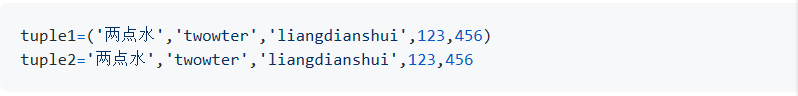 tuple1=('两点水','twowter','liangdianshui',123,456)
tuple2='两点水','twowter','liangdianshui',123,456